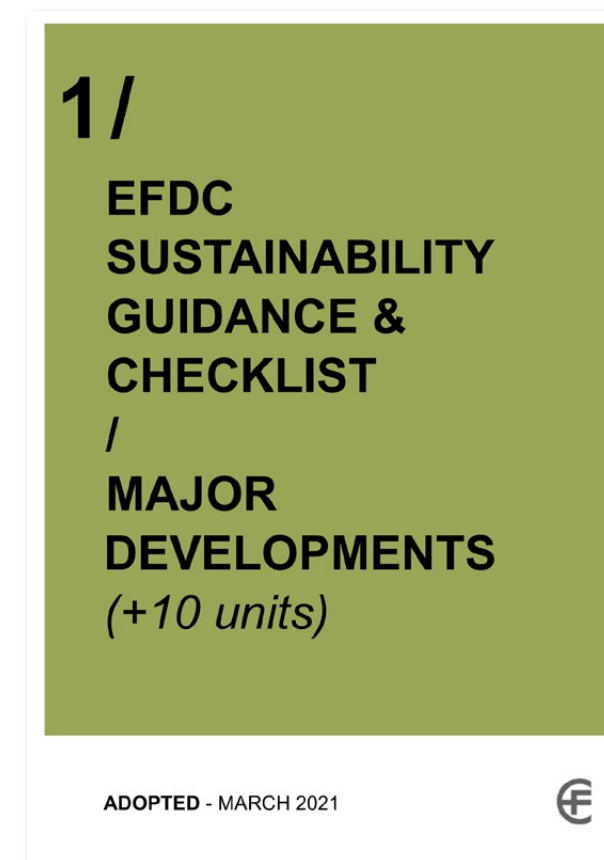 1/
EFDC
SUSTAINABILITY
GUIDANCE &
CHECKLIST
/
MAJOR
DEVELOPMENTS
(+10 units)
ADOPTED - MARCH 2021